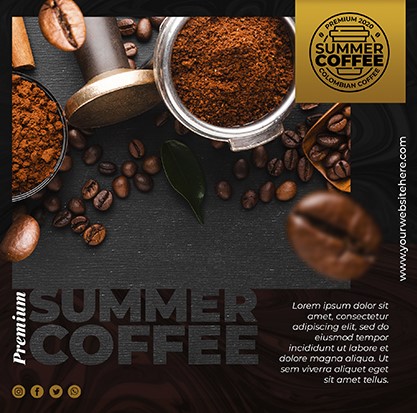 PREMIUM 2020
SUMMER
COFFEE
COLOMBIAN COFFEE
www.yourwebsitehere.com
Premium
SUMMER
COFFEE
Lorem ipsum dolor sit
amet, consectetur
adipiscing elit, sed do
eiusmod tempor
incididunt ut labore et
dolore magna aliqua. Ut
sem viverra aliquet eget
sit amet tellus.